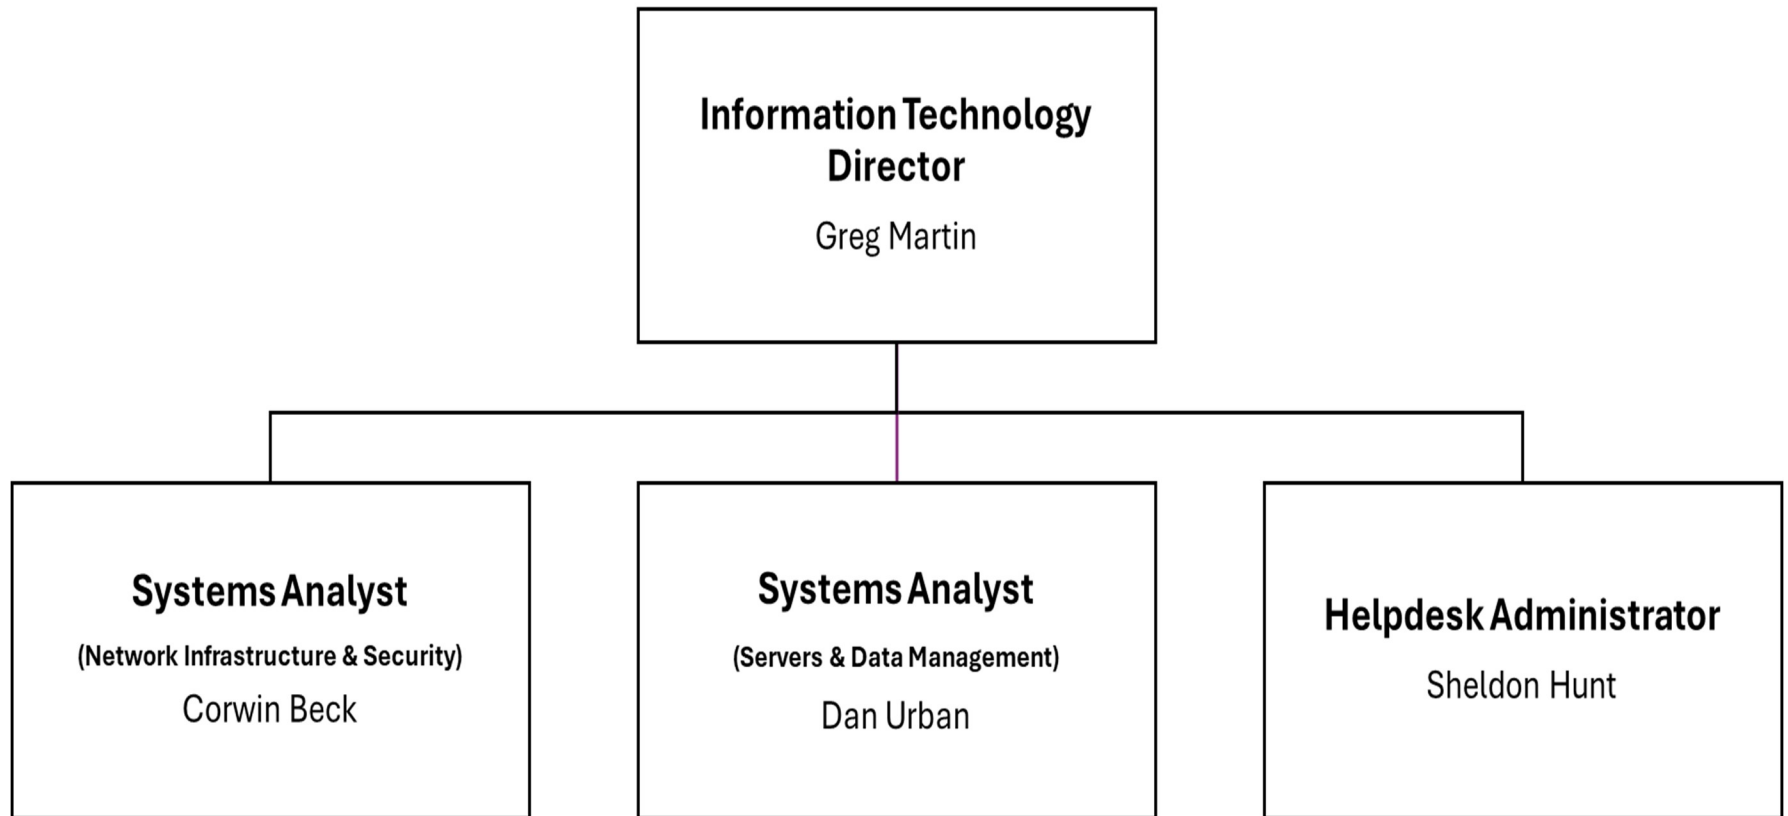 Information Technology
Director
Greg Martin
Systems Analyst
(Network Infrastructure & Security)
Corwin Beck
Systems Analyst
(Servers & Data Management)
Dan Urban
Helpdesk Administrator
Sheldon Hunt